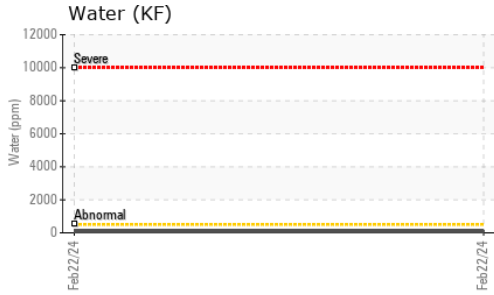 Water (KF)
12000
10000
8000
6000
4000
2000
0
Water (ppm)
Severe
Abnormal
Feb22/24
Feb22/24